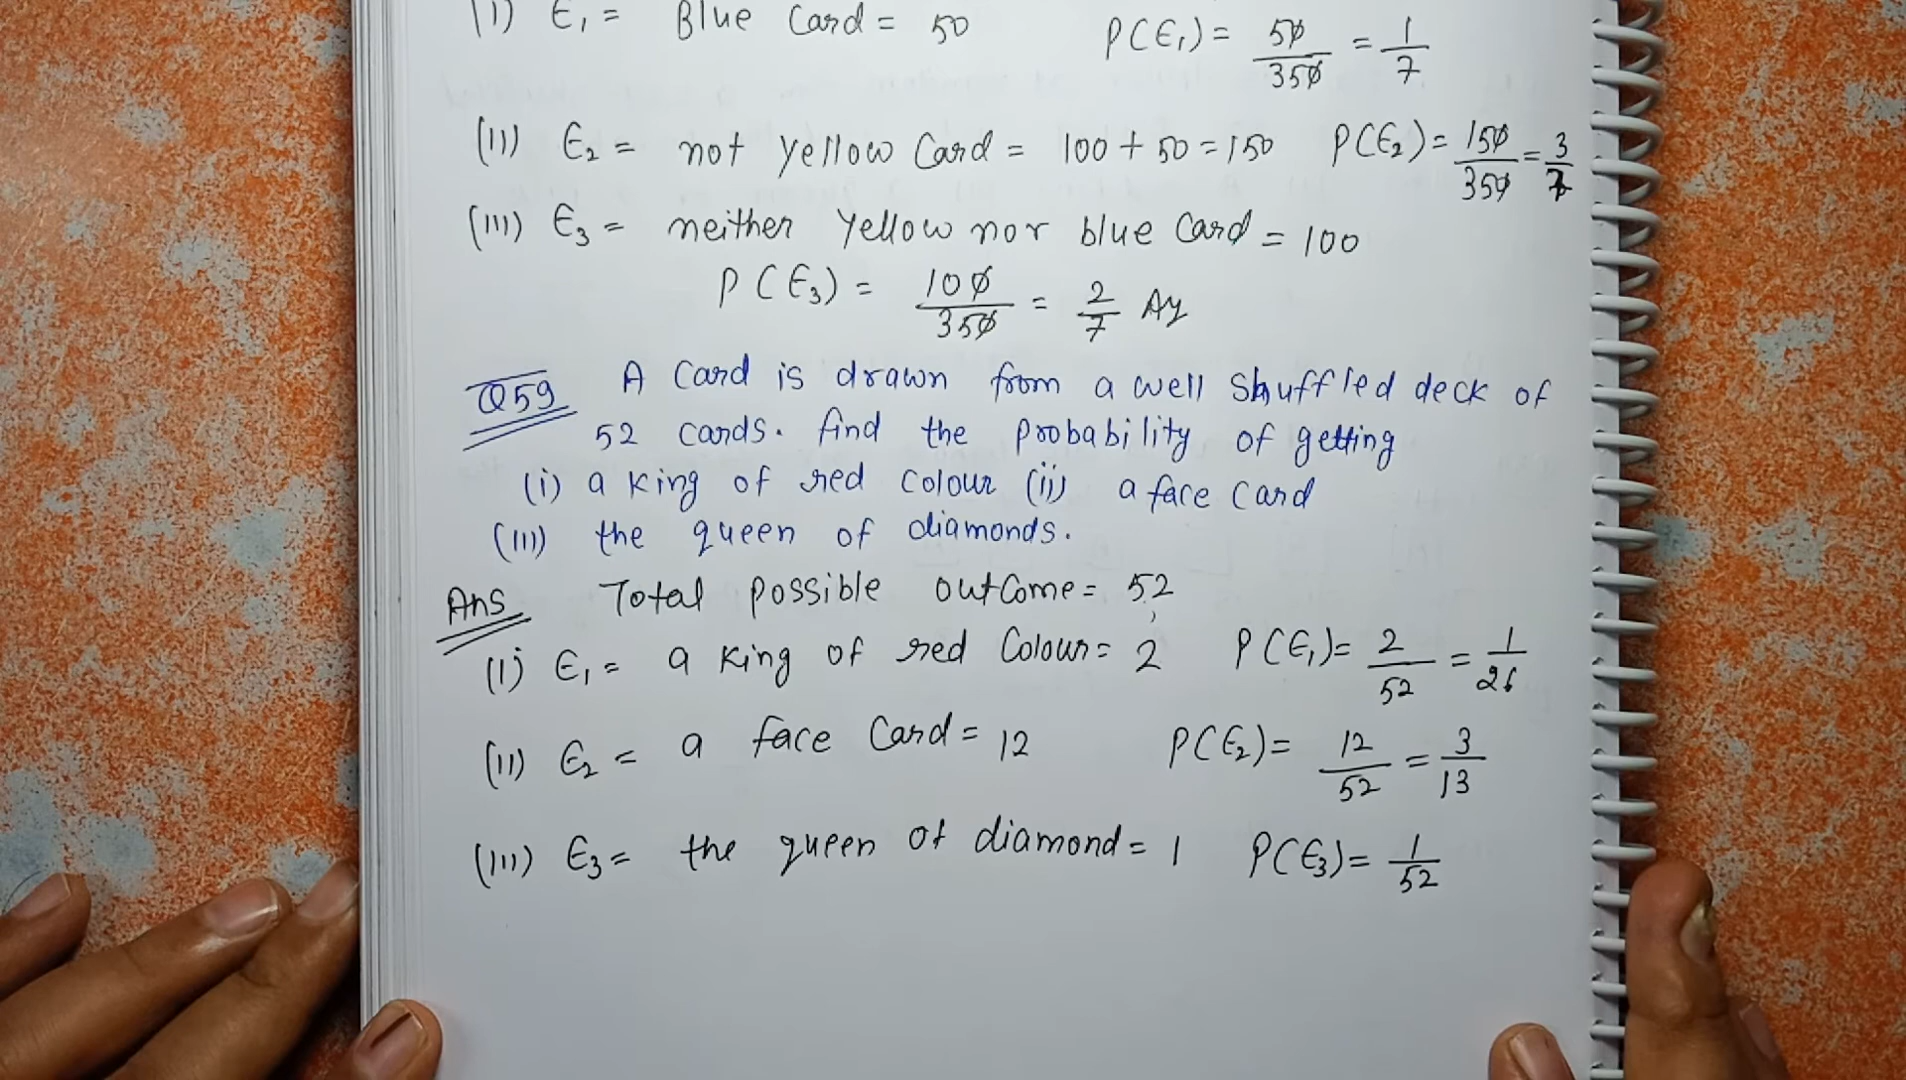 (i) E₁ = Blue Card = 50 P(E₁) = 50/350 = 1/7
(ii) E₂ = not yellow Card = 100 + 50 = 150 P(E₂) = 150/350 = 3/7
(iii) E₃ = neither yellow nor blue Card = 100
P(E₃) = 100/350 = 2/7
Q59 A Card is drawn from a well shuffled deck of
52 cards. find the probability of getting
(i) a king of red Colour (ii) a face Card
(iii) the queen of diamonds.
Ans Total possible outCome = 52
(i) E₁ = a king of red Colour = 2 P(E₁) = 2/52 = 1/26
(ii) E₂ = a face Card = 12 P(E₂) = 12/52 = 3/13
(iii) E₃ = the queen of diamond = 1 P(E₃) = 1/52